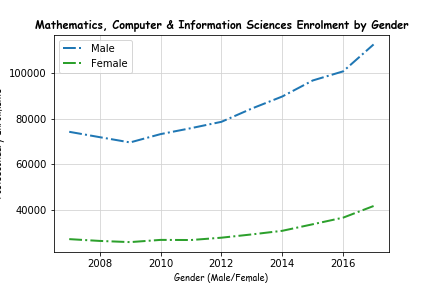 Mathematics, Computer & Information Sciences Enrolment by Gender
Male
Female
100000
80000
60000
40000
2008
2010
2012
2014
2016
Gender (Male/Female)